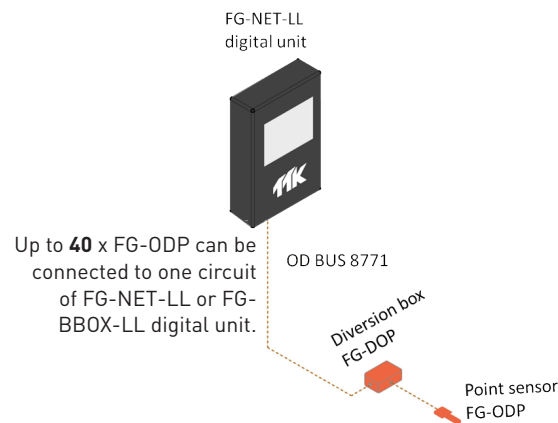 FG-NET-LL
digital unit
TTK
Up to 40 x FG-ODP can be
connected to one circuit
of FG-NET-LL or FG-
BBOX-LL digital unit.
OD BUS 8771
Diversion box
FG-DOP
Point sensor
FG-ODP